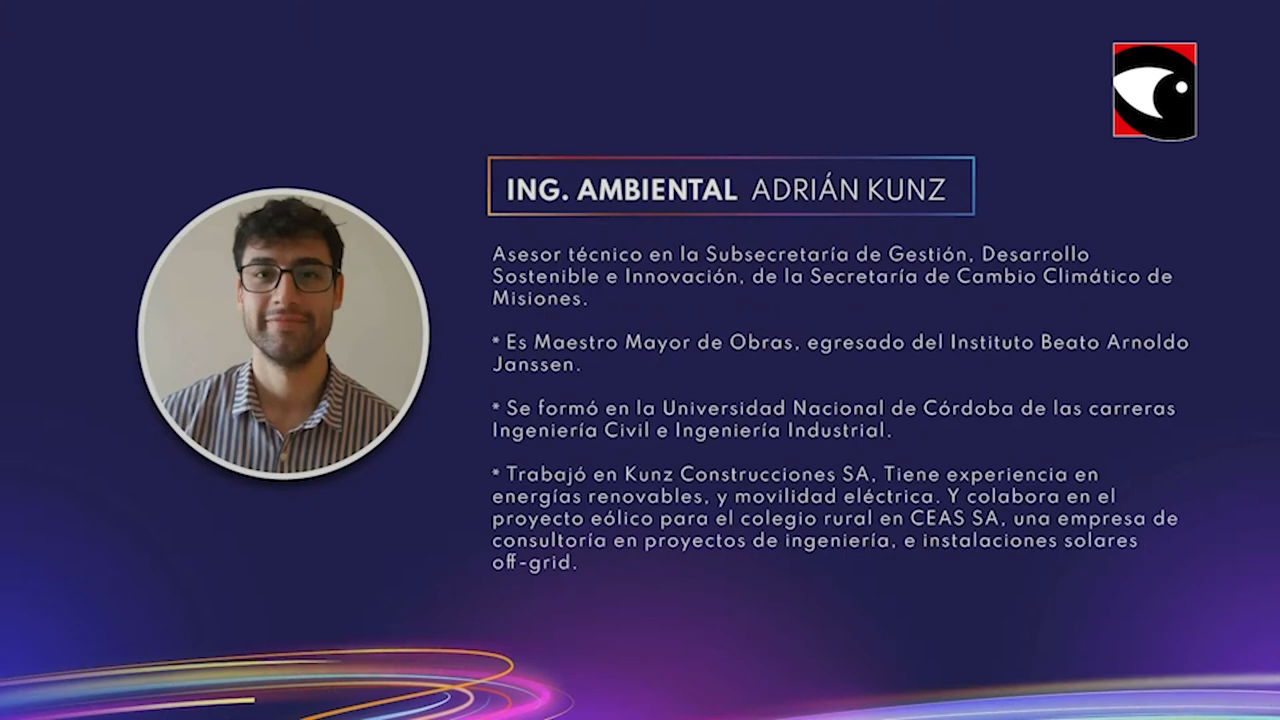 ING. AMBIENTAL ADRIÁN KUNZ
Asesor técnico en la Subsecretaría de Gestión, Desarrollo
Sostenible e Innovación, de la Secretaría de Cambio Climático de
Misiones.
* Es Maestro Mayor de Obras, egresado del Instituto Beato Arnoldo
Janssen.
* Se formó en la Universidad Nacional de Córdoba de las carreras
Ingeniería Civil e Ingeniería Industrial.
* Trabajó en Kunz Construcciones SA, Tiene experiencia en
energías renovables, y movilidad eléctrica. Y colabora en el
proyecto eólico para el colegio rural en CEAS SA, una empresa de
consultoría en proyectos de ingeniería, e instalaciones solares
off-grid.